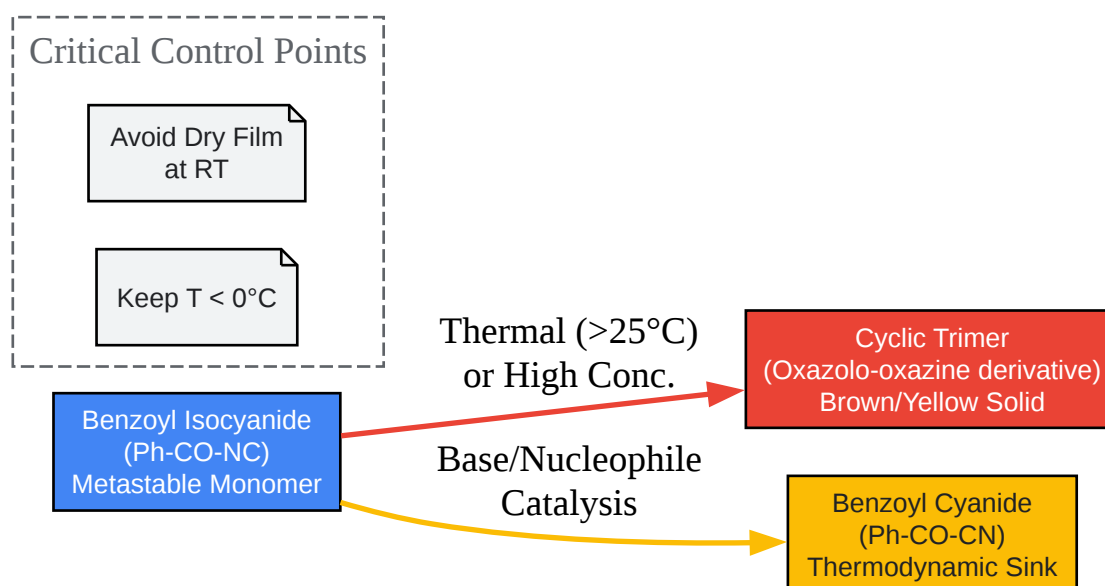 Critical Control Points
Avoid Dry Film
at RT
Keep T < 0°C
Benzoyl Isocyanide
(Ph-CO-NC)
Metastable Monomer
Thermal (>25°C)
or High Conc.
Base/Nucleophile
Catalysis
Cyclic Trimer
(Oxazolo-oxazine derivative)
Brown/Yellow Solid
Benzoyl Cyanide
(Ph-CO-CN)
Thermodynamic Sink